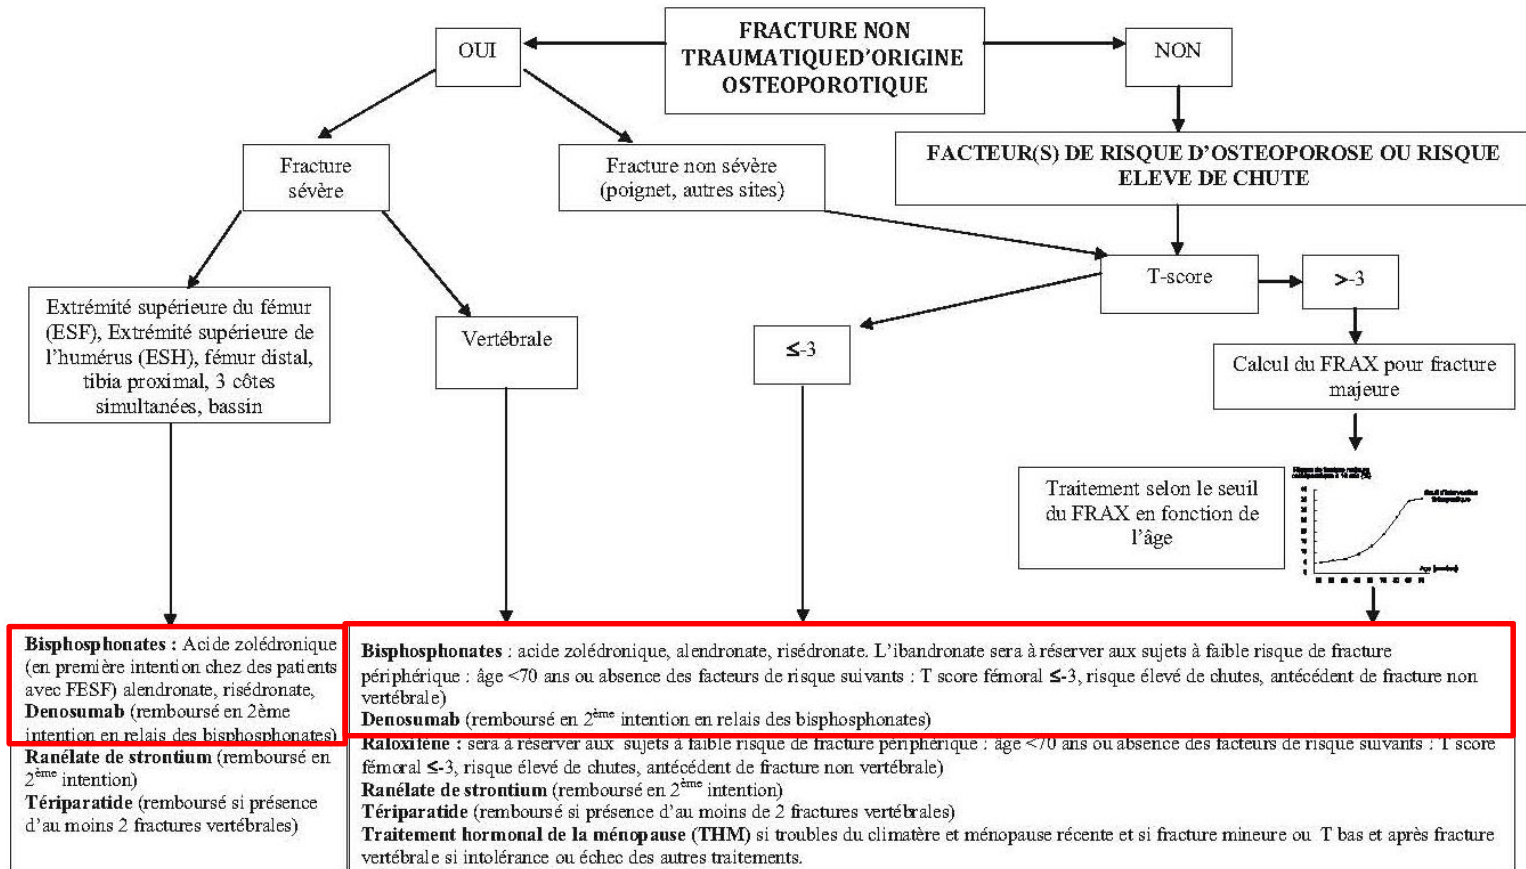 FRACTURE NON
TRAUMATIQUED’ORIGINE
OSTEOPOROTIQUE
OUI
NON
Fracture
sévère
Fracture non sévère
(poignet, autres sites)
FACTEUR(S) DE RISQUE D’OSTEOPOROSE OU RISQUE
ELEVE DE CHUTE
T-score
>-3
Extrémité supérieure du fémur
(ESF), Extrémité supérieure de
l’humérus (ESH), fémur distal,
tibia proximal, 3 côtes
simultanées, bassin
Vertébrale
≤-3
Calcul du FRAX pour fracture
majeure
Traitement selon le seuil
du FRAX en fonction de
l’âge
Bisphosphonates : Acide zolédronique
(en première intention chez des patients
avec FESF) alendronate, risédronate,
Denosumab (remboursé en 2ème
intention en relais des bisphosphonates)
Ranélate de strontium (remboursé en
2ème intention)
Tériparatide (remboursé si présence
d’au moins 2 fractures vertébrales)
Bisphosphonates : acide zolédronique, alendronate, risédronate. L’ibandronate sera à réserver aux sujets à faible risque de fracture
périphérique : âge <70 ans ou absence des facteurs de risque suivants : T score fémoral ≤-3, risque élevé de chutes, antécédent de fracture non
vertébrale)
Denosumab (remboursé en 2ème intention en relais des bisphosphonates)
Raloxifène : sera à réserver aux sujets à faible risque de fracture périphérique : âge <70 ans ou absence des facteurs de risque suivants : T score
fémoral ≤-3, risque élevé de chutes, antécédent de fracture non vertébrale)
Ranélate de strontium (remboursé en 2ème intention)
Tériparatide (remboursé si présence d’au moins de 2 fractures vertébrales)
Traitement hormonal de la ménopause (THM) si troubles du climatère et ménopause récente et si fracture mineure ou T bas et après fracture
vertébrale si intolérance ou échec des autres traitements.